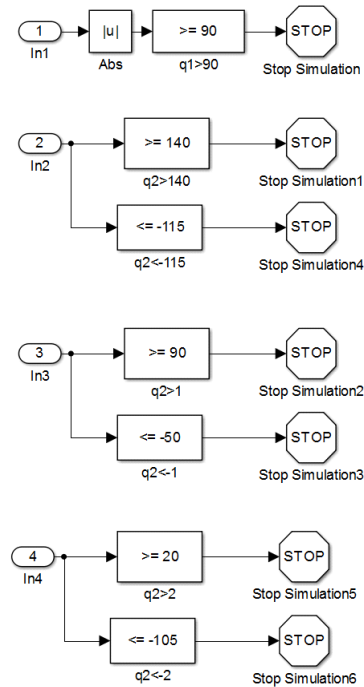 1
|u|
>= 90
STOP
In1
Abs
q1>90
Stop Simulation
2
>= 140
STOP
In2
q2>140
Stop Simulation1
<= -115
STOP
q2<-115
Stop Simulation4
3
>= 90
STOP
In3
q2>1
Stop Simulation2
<= -50
STOP
q2<-1
Stop Simulation3
4
>= 20
STOP
In4
q2>2
Stop Simulation5
<= -105
STOP
q2<-2
Stop Simulation6